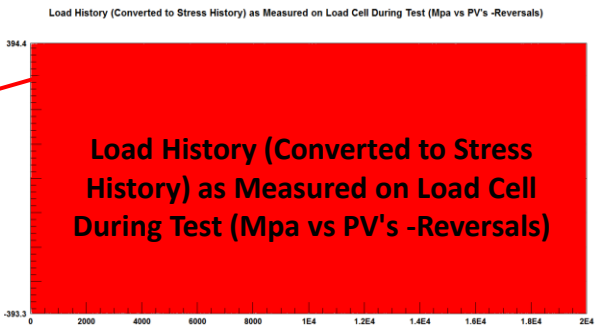 Load History (Converted to Stress History) as Measured on Load Cell During Test (Mpa vs PV's -Reversals)
394.4
Load History (Converted to Stress
History) as Measured on Load Cell
During Test (Mpa vs PV's -Reversals)
-393.3
0 2000 4000 6000 8000 1E4 1.2E4 1.4E4 1.6E4 1.8E4 2E4